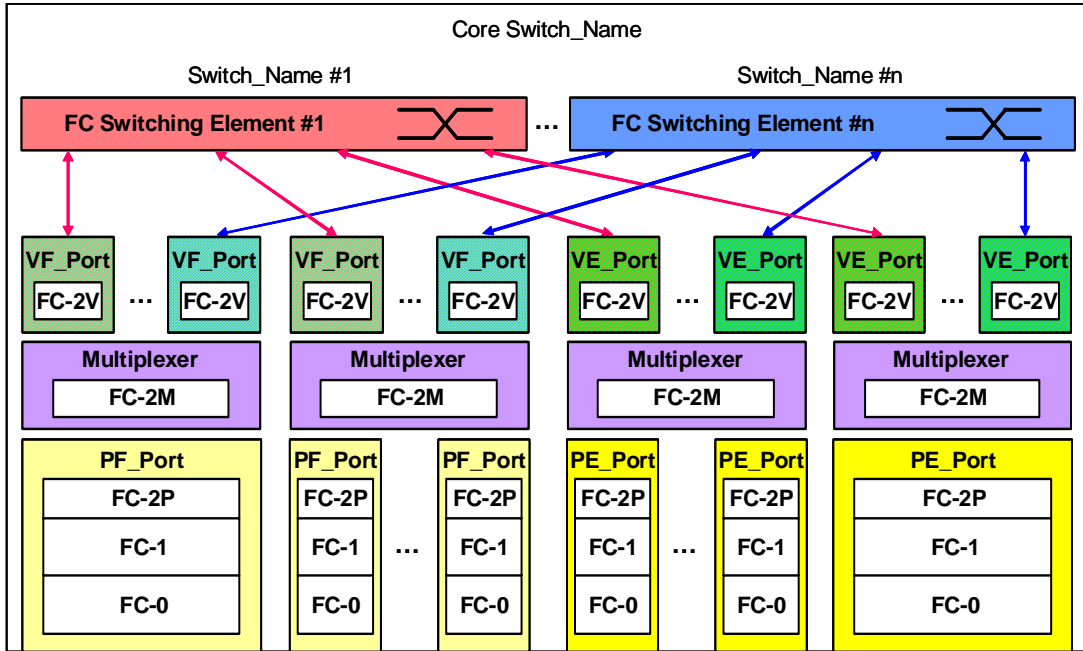 Core Switch_Name
Switch_Name #1 Switch_Name #n
FC Switching Element #1 ... FC Switching Element #n
VF_Port VF_Port VF_Port VF_Port VE_Port VE_Port VE_Port VE_Port
FC-2V ... FC-2V FC-2V ... FC-2V FC-2V ... FC-2V FC-2V ... FC-2V
Multiplexer Multiplexer Multiplexer Multiplexer
FC-2M FC-2M FC-2M FC-2M
PF_Port PF_Port PF_Port PE_Port PE_Port PE_Port
FC-2P FC-2P FC-2P FC-2P FC-2P FC-2P
FC-1 FC-1 ... FC-1 FC-1 ... FC-1 FC-1
FC-0 FC-0 FC-0 FC-0 FC-0 FC-0